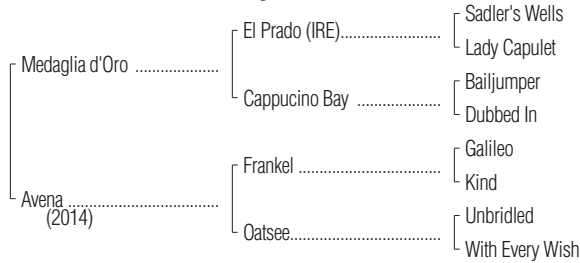 Sadler's Wells
El Prado (IRE)....................
Lady Capulet
Medaglia d'Oro .................
Bailjumper
Cappucino Bay .................
Dubbed In
Galileo
Frankel .............................
Kind
Avena ...............................
(2014)
Unbridled
Oatsee...............................
With Every Wish